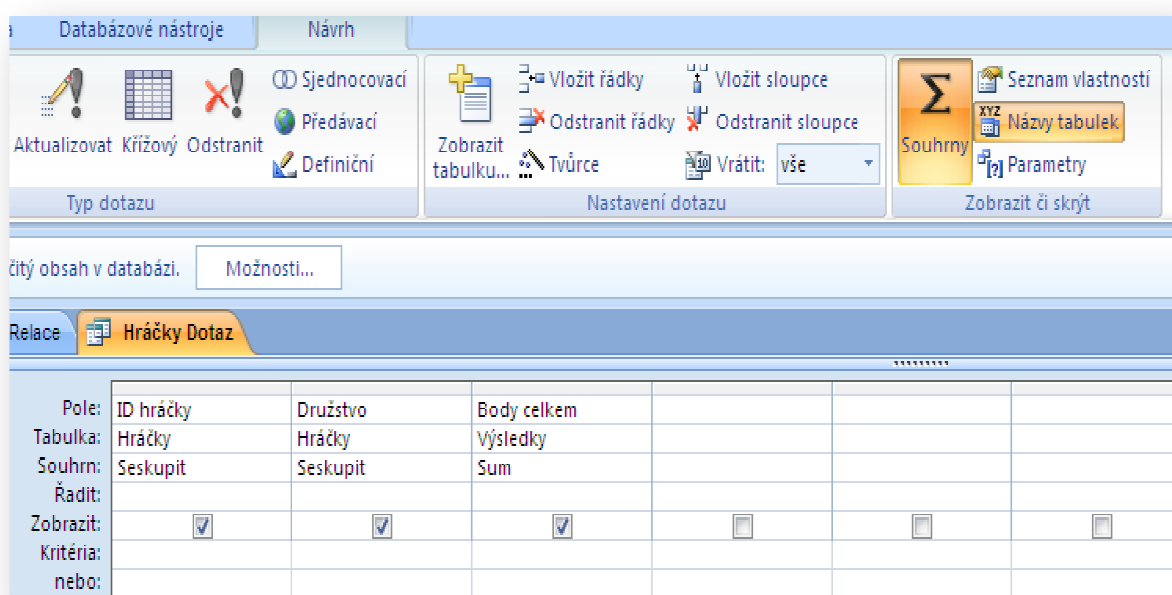 a Databázové nástroje Návrh
Sjednocovací Vložit řádky Vložit sloupce Seznam vlastností
Předávací Odstranit řádky Odstranit sloupce XYZ Názvy tabulek
Aktualizovat Křížový Odstranit Zobrazit Souhrny
Definiční tabulku... Tvůrce 10 Vrátit: vše [?] Parametry
Typ dotazu Nastavení dotazu Zobrazit či skrýt
čitý obsah v databázi. Možnosti...
Relace Hráčky Dotaz
Pole: ID hráčky Družstvo Body celkem
Tabulka: Hráčky Hráčky Výsledky
Souhrn: Seskupit Seskupit Sum
Řadit:
Zobrazit:
Kritéria:
nebo: